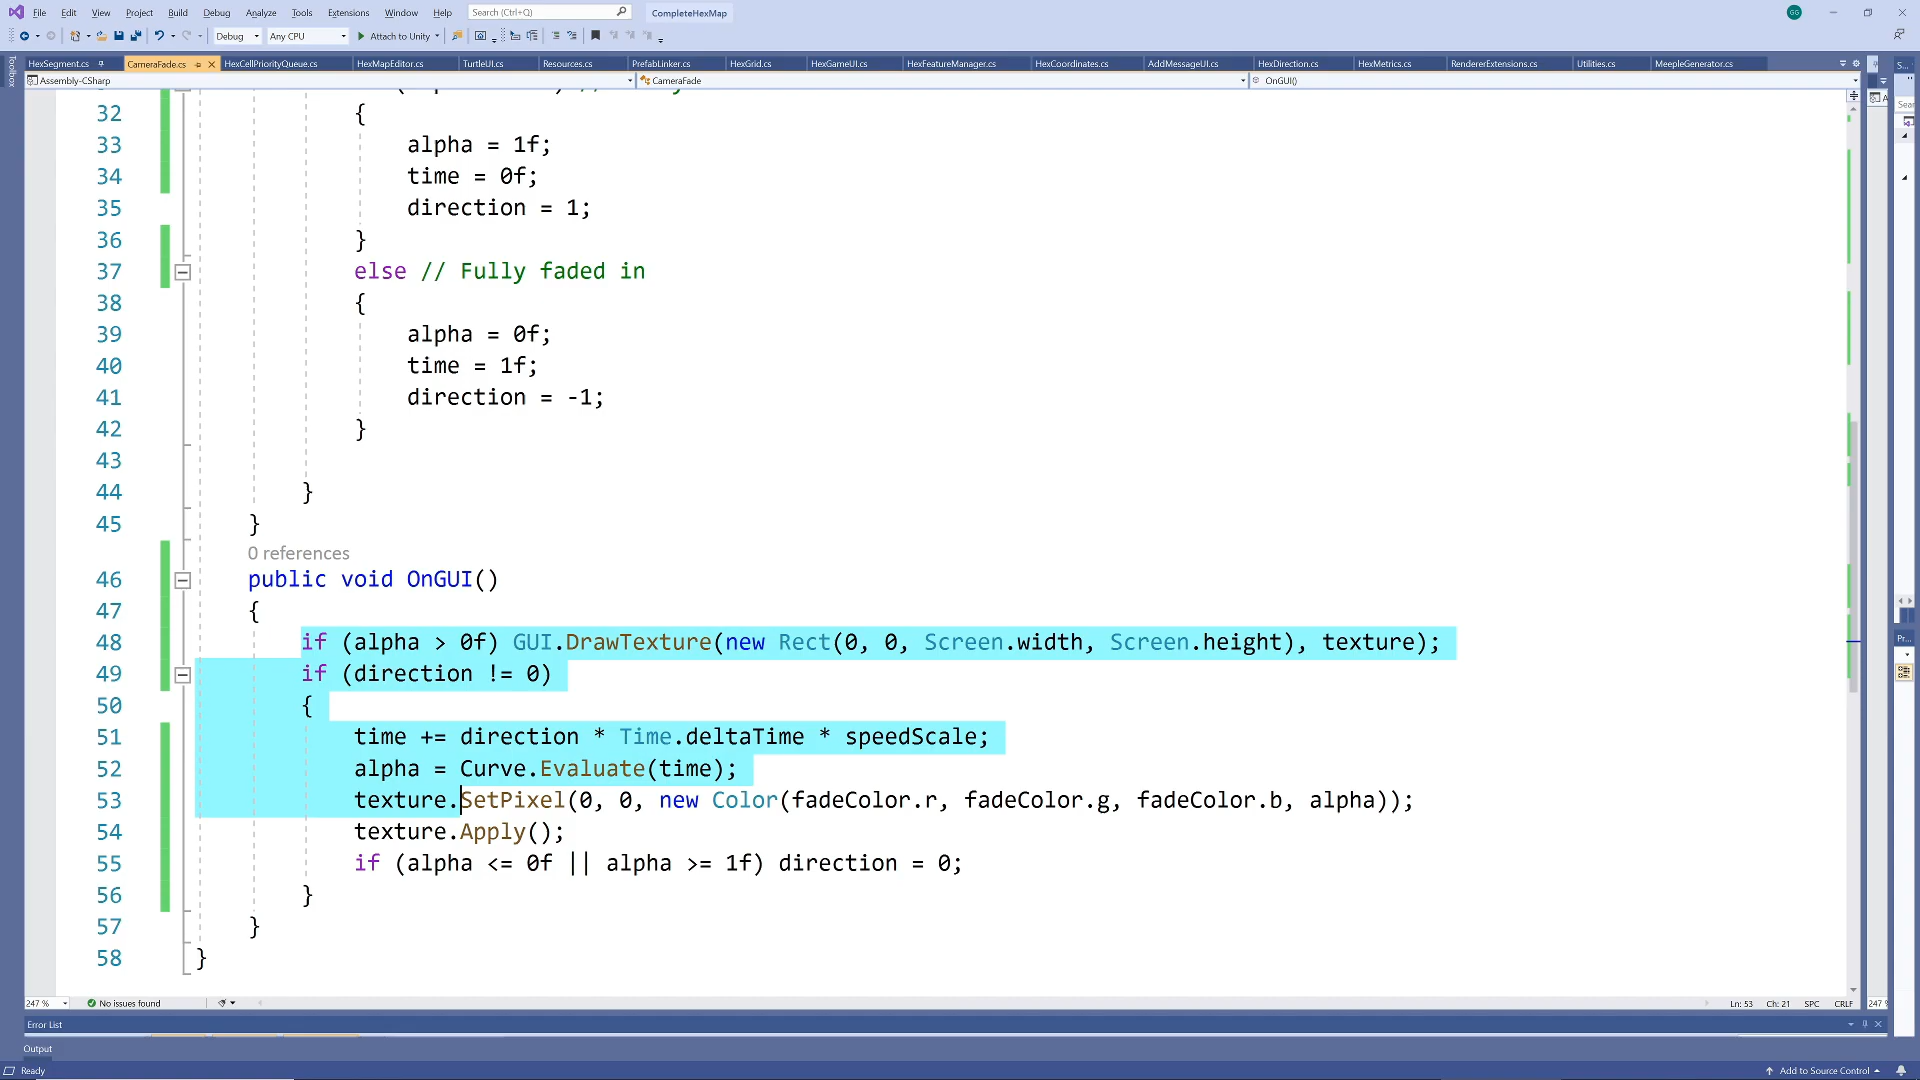 File Edit View Project Build Debug Analyze Tools Extensions Window Help Search (Ctrl+Q) CompleteHexMap GG
Debug Any CPU Attach to Unity
Toolbox HexSegment.cs CameraFade.cs HexCellPriorityQueue.cs HexMapEditor.cs TurtleUI.cs Resources.cs PrefabLinker.cs HexGrid.cs HexGameUI.cs HexFeatureManager.cs HexCoordinates.cs AddMessageUI.cs HexDirection.cs HexMetrics.cs RendererExtensions.cs Utilities.cs MeepleGenerator.cs S...
Assembly-CSharp CameraFade OnGUI()
32 {
33 alpha = 1f;
34 time = 0f;
35 direction = 1;
36 }
37 else // Fully faded in
38 {
39 alpha = 0f;
40 time = 1f;
41 direction = -1;
42 }
43
44 }
45 }
0 references
46 public void OnGUI()
47 {
48 if (alpha > 0f) GUI.DrawTexture(new Rect(0, 0, Screen.width, Screen.height), texture);
49 if (direction != 0)
50 {
51 time += direction * Time.deltaTime * speedScale;
52 alpha = Curve.Evaluate(time);
53 texture.SetPixel(0, 0, new Color(fadeColor.r, fadeColor.g, fadeColor.b, alpha));
54 texture.Apply();
55 if (alpha <= 0f || alpha >= 1f) direction = 0;
56 }
57 }
58 }
A
Sear
Pr...
247 % No issues found Ln: 53 Ch: 21 SPC CRLF 247 %
Error List
Output
Ready Add to Source Control